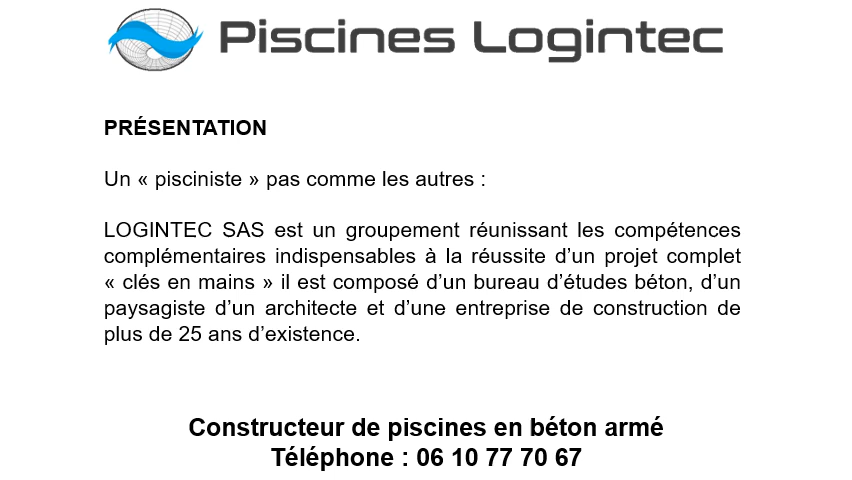 Piscines Logintec
PRÉSENTATION
Un « pisciniste » pas comme les autres :
LOGINTEC SAS est un groupement réunissant les compétences
complémentaires indispensables à la réussite d’un projet complet
« clés en mains » il est composé d’un bureau d’études béton, d’un
paysagiste d’un architecte et d’une entreprise de construction de
plus de 25 ans d’existence.
Constructeur de piscines en béton armé
Téléphone : 06 10 77 70 67